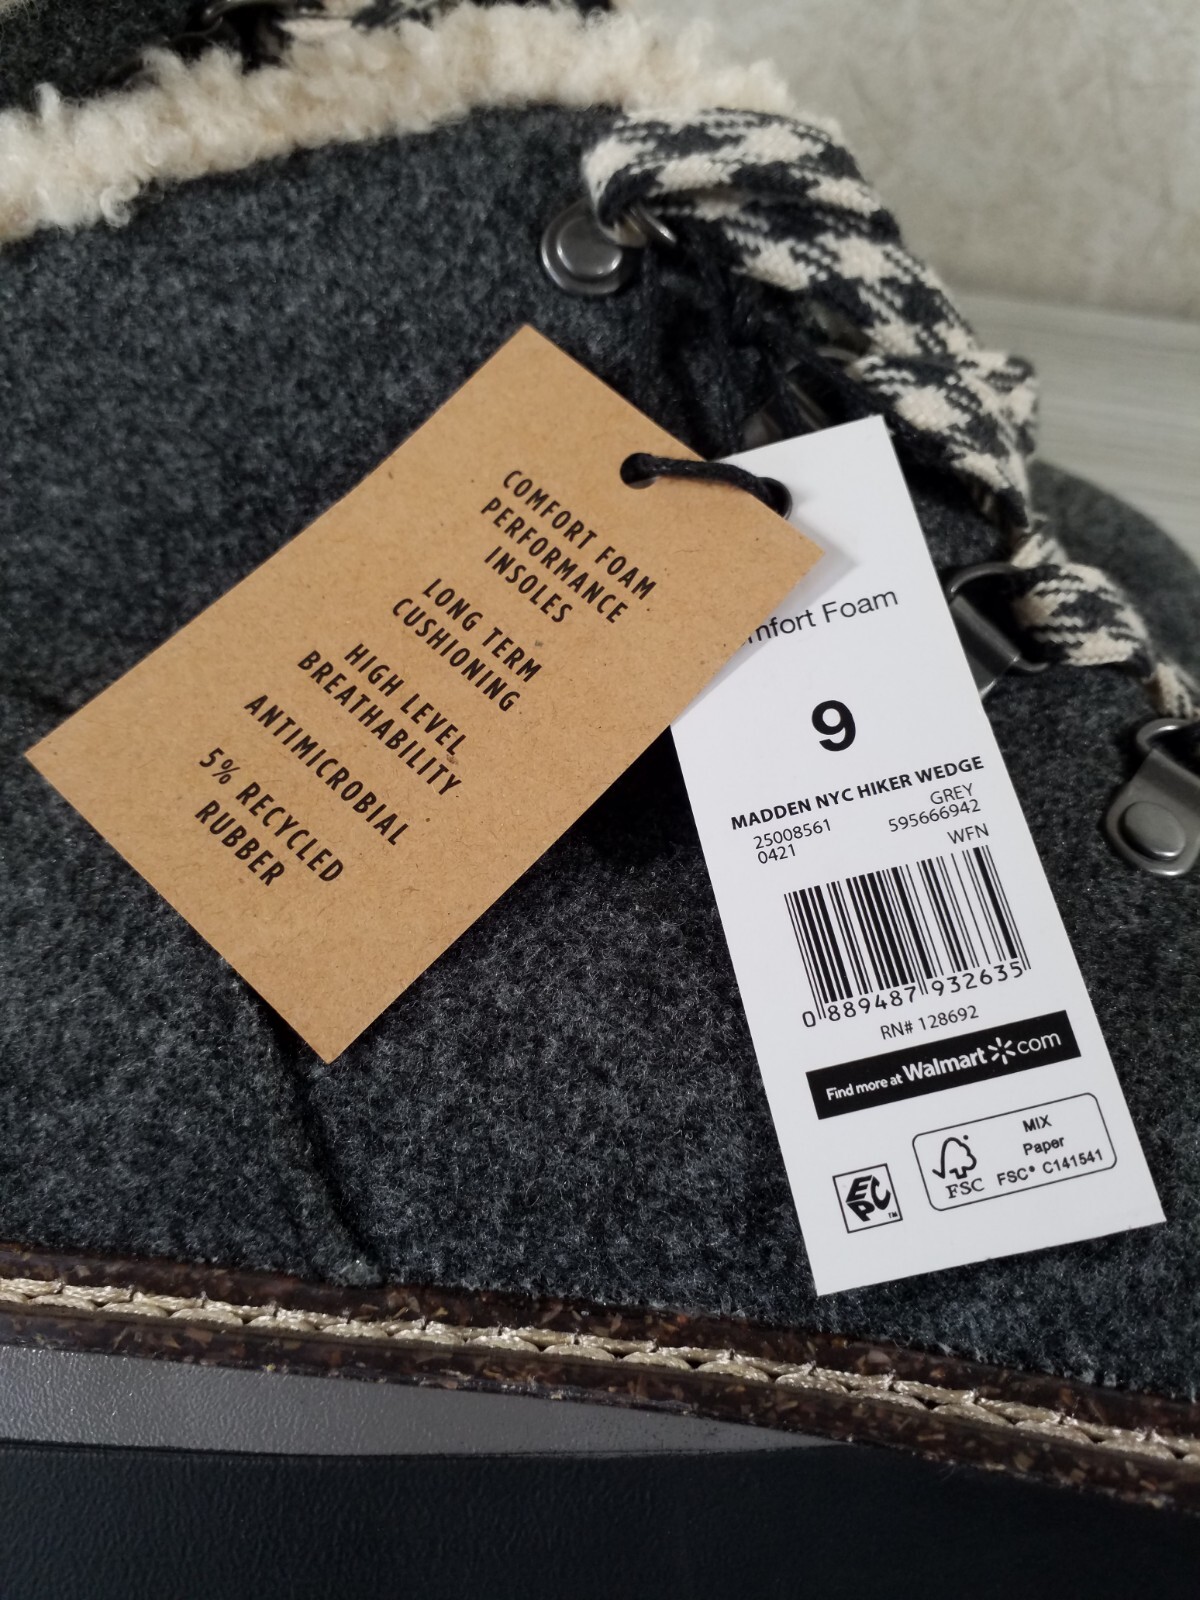 COMFORT FOAM
PERFORMANCE
INSOLES
LONG TERM
CUSHIONING
HIGH LEVEL
BREATHABILITY
ANTIMICROBIAL
5% RECYCLED
RUBBER
Foam
9
MADDEN NYC HIKER WEDGE
GREY
25008561 595666942
0421 WFN
0 889487 932635
RN# 128692
Find more at Walmart com
EPC™
FSC
MIX
Paper
FSC® C141541